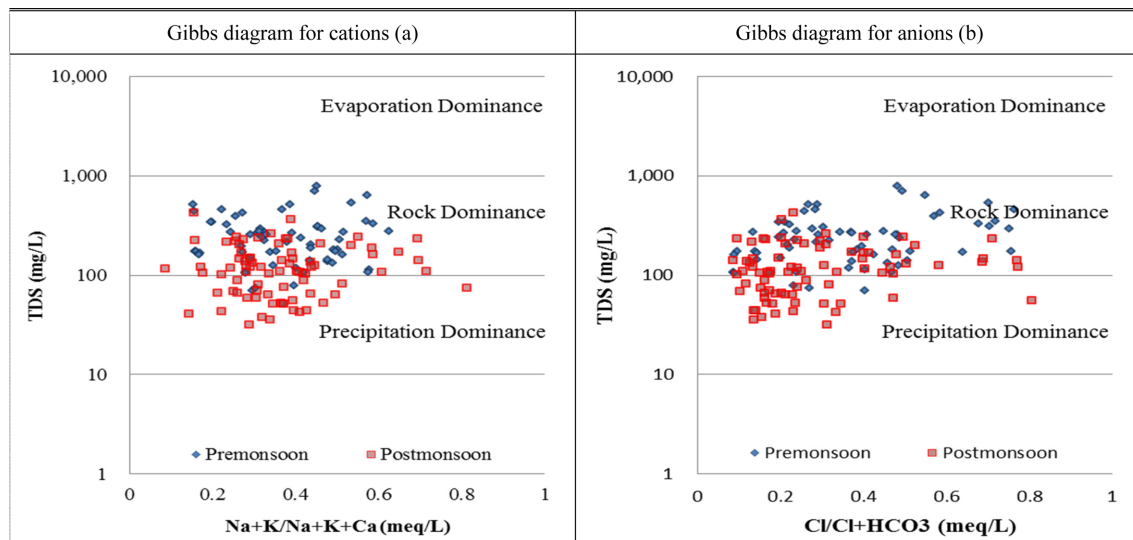 Gibbs diagram for cations (a)
Gibbs diagram for anions (b)
10,000
1,000
100
10
1
TDS (mg/L)
Evaporation Dominance
Rock Dominance
Precipitation Dominance
Premonsoon
Postmonsoon
0 0.2 0.4 0.6 0.8 1
Na+K/Na+K+Ca (meq/L)
10,000
1,000
100
10
1
TDS (mg/L)
Evaporation Dominance
Rock Dominance
Precipitation Dominance
Premonsoon
Postmonsoon
0 0.2 0.4 0.6 0.8 1
Cl/Cl+HCO3 (meq/L)